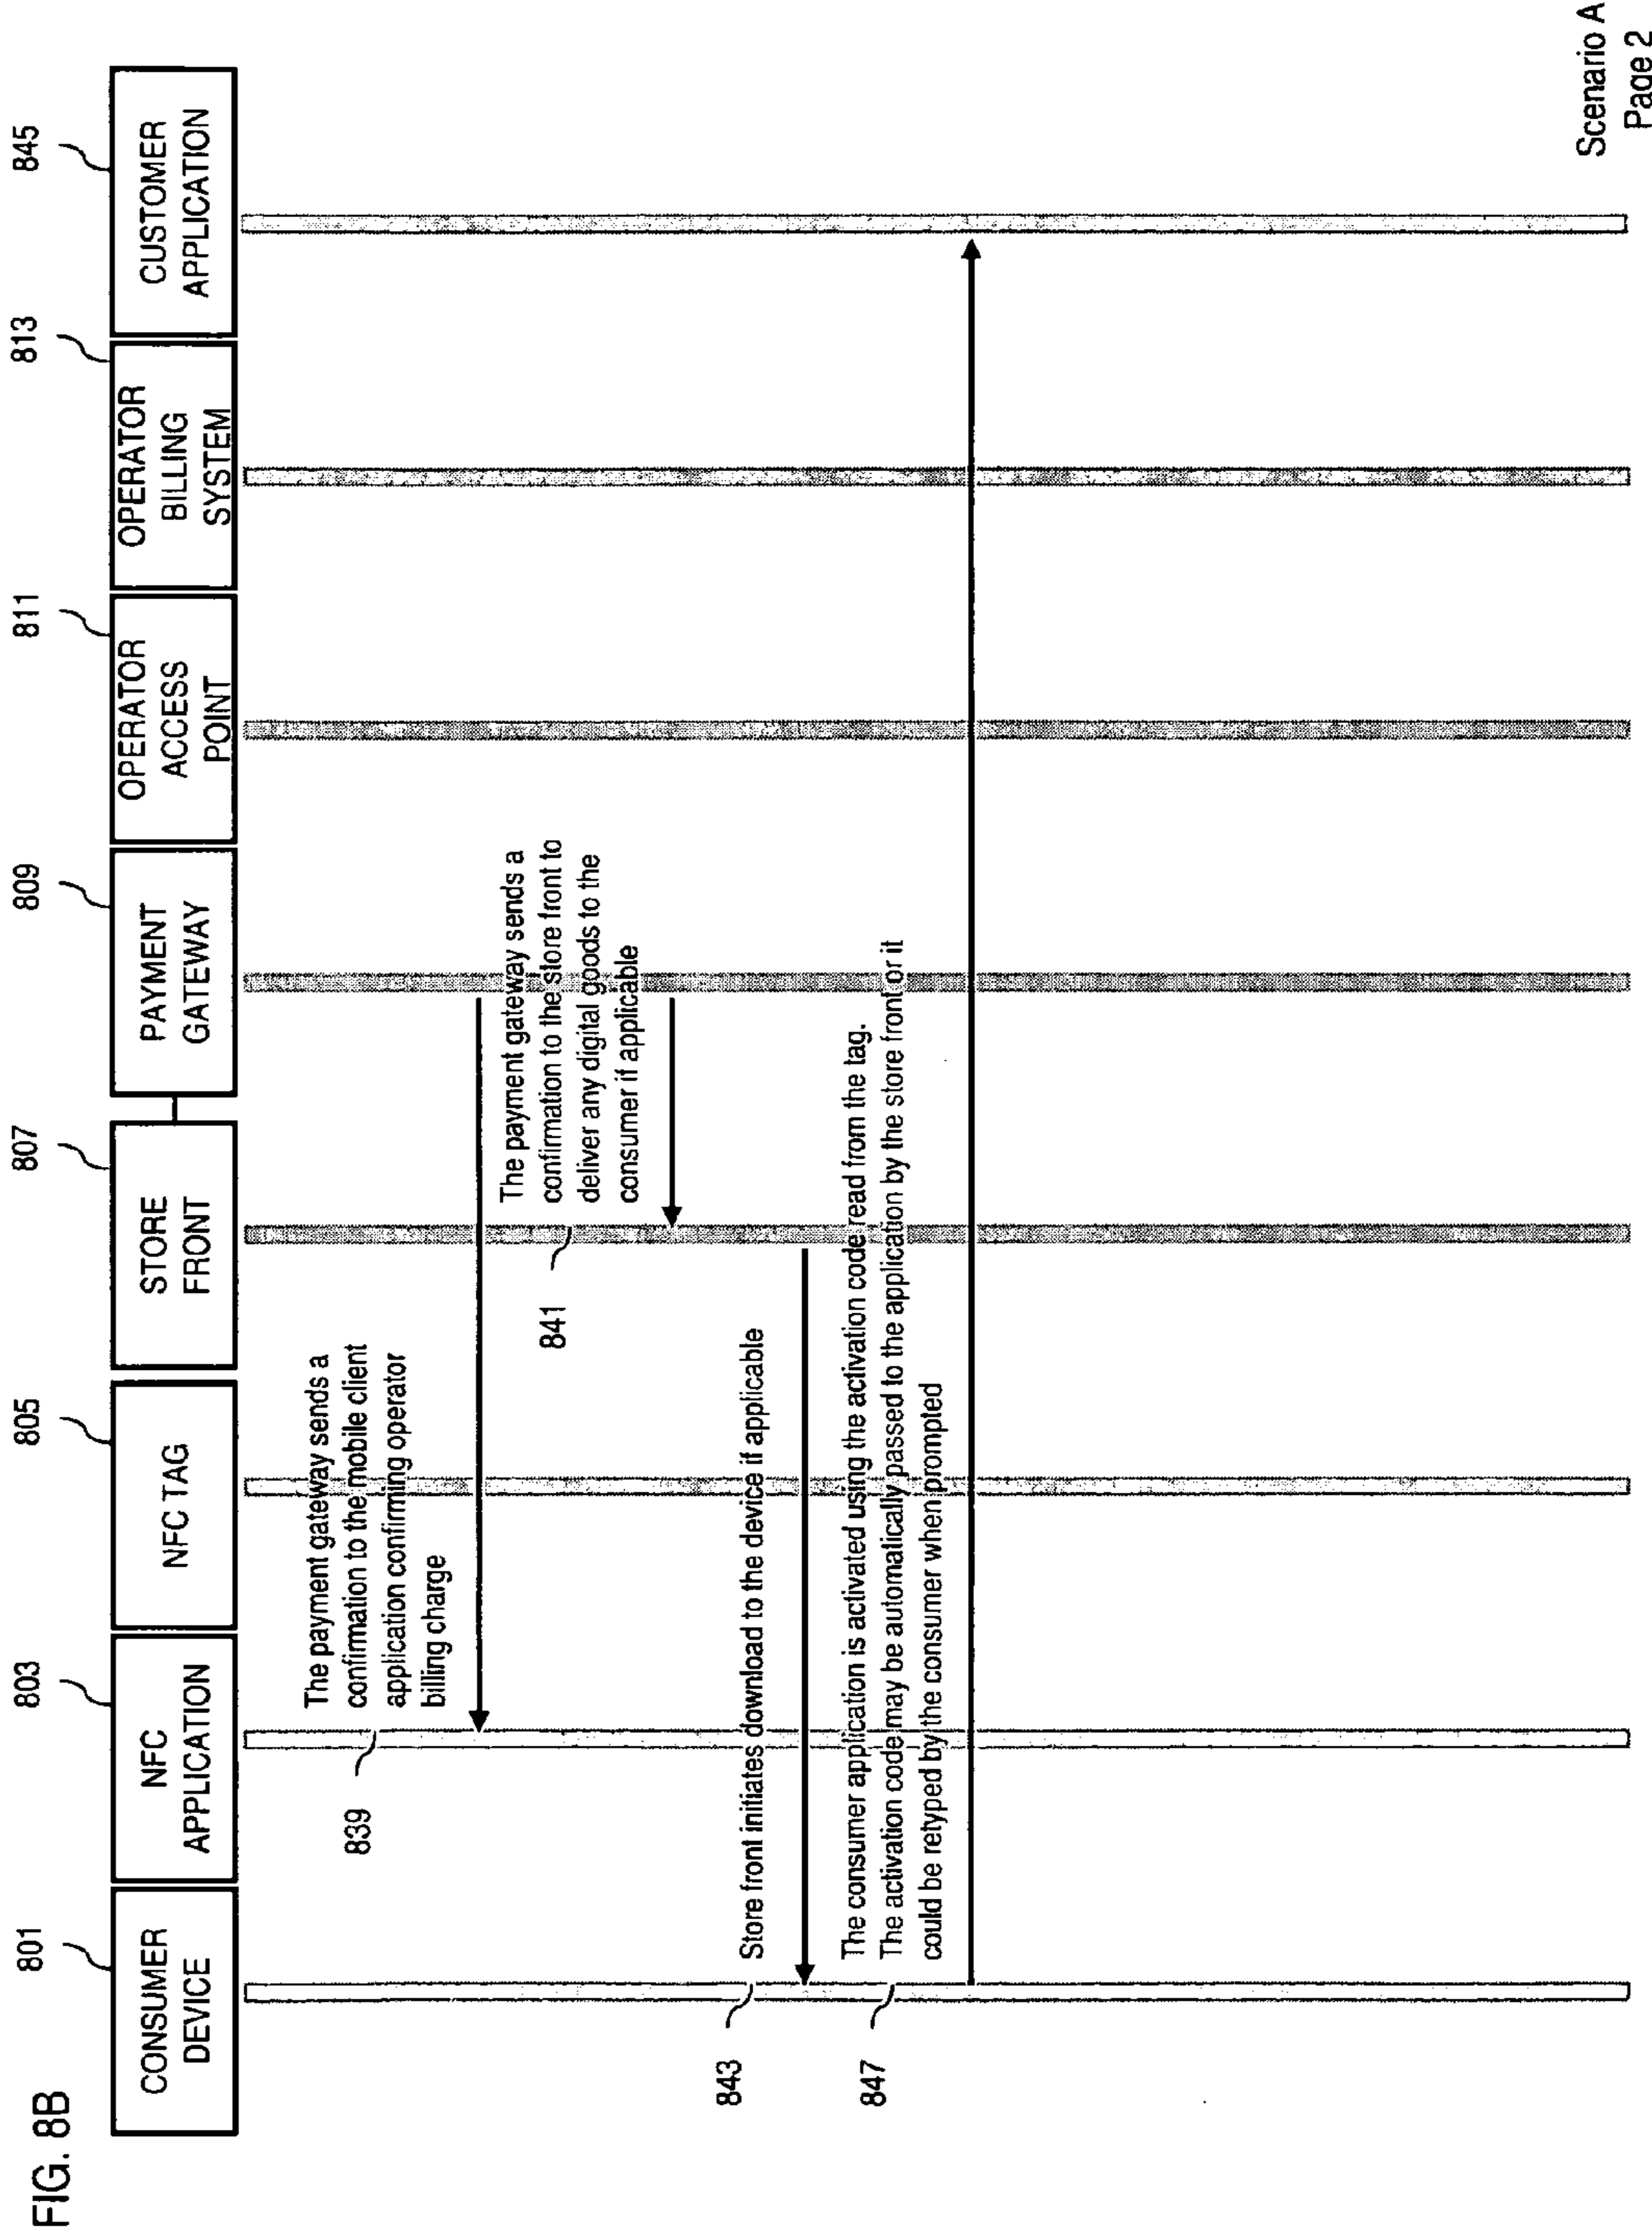 FIG. 8B
801
803
805
807
809
811
813
845
CONSUMER
DEVICE
NFC
APPLICATION
NFC TAG
STORE
FRONT
PAYMENT
GATEWAY
OPERATOR
ACCESS
POINT
OPERATOR
BILLING
SYSTEM
CUSTOMER
APPLICATION
The payment gateway sends a
confirmation to the mobile client
application confirming operator
billing charge
839
The payment gateway sends a
confirmation to the store front to
deliver any digital goods to the
consumer if applicable
841
Store front initiates download to the device if applicable
843
The consumer application is activated using the activation code read from the tag.
The activation code may be automatically passed to the application by the store front or it
could be retyped by the consumer when prompted
847
Scenario A
Page 2